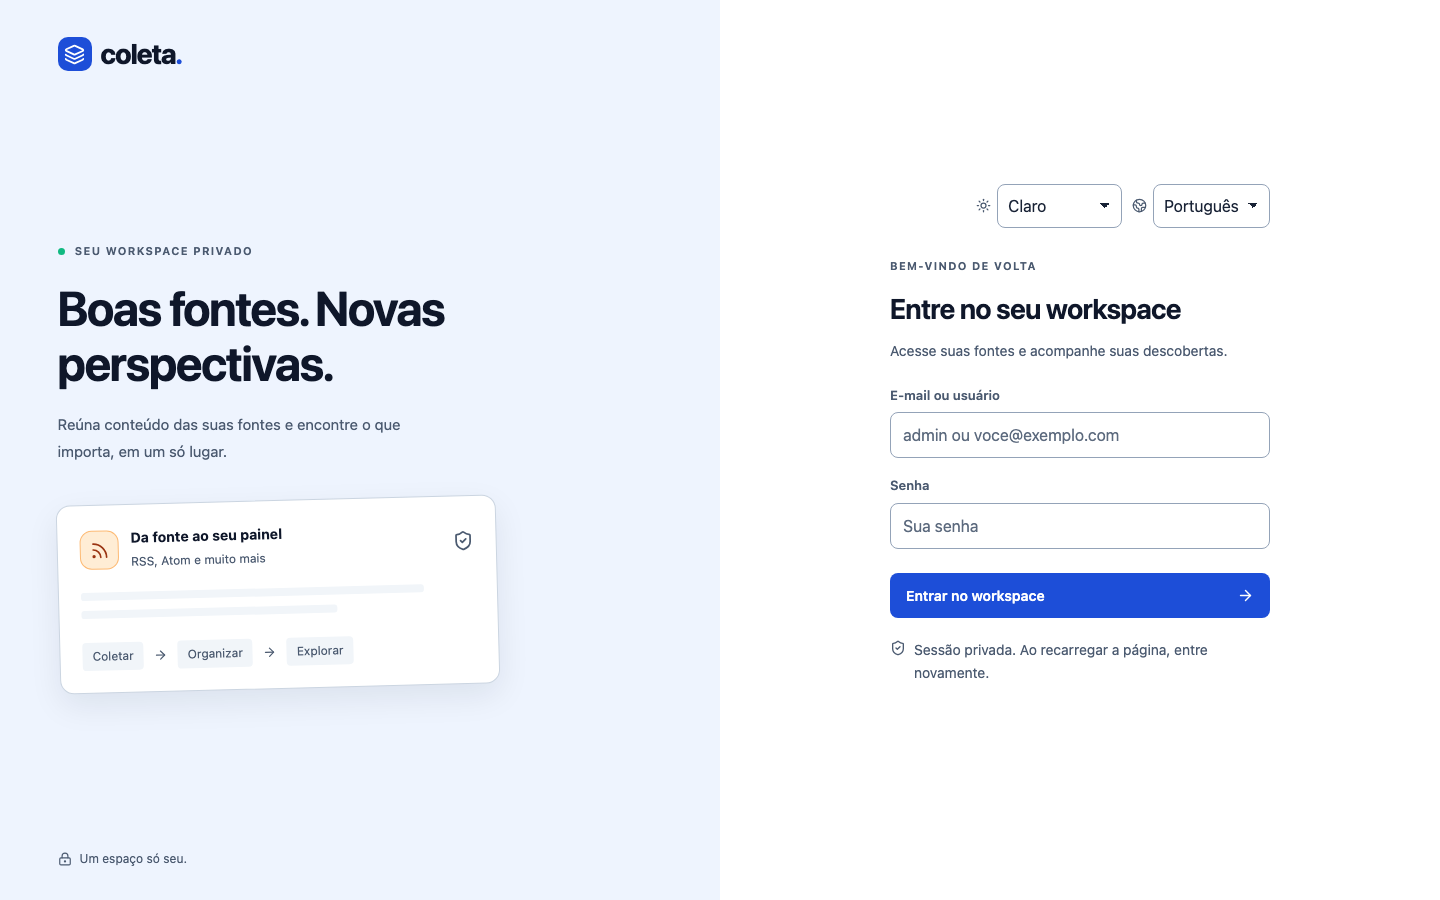 coleta.
SEU WORKSPACE PRIVADO
Boas fontes. Novas
perspectivas.
Reúna conteúdo das suas fontes e encontre o que
importa, em um só lugar.
Da fonte ao seu painel
RSS, Atom e muito mais
Coletar → Organizar → Explorar
Um espaço só seu.
Claro
Português
BEM-VINDO DE VOLTA
Entre no seu workspace
Acesse suas fontes e acompanhe suas descobertas.
E-mail ou usuário
admin ou voce@exemplo.com
Senha
Sua senha
Entrar no workspace →
Sessão privada. Ao recarregar a página, entre
novamente.